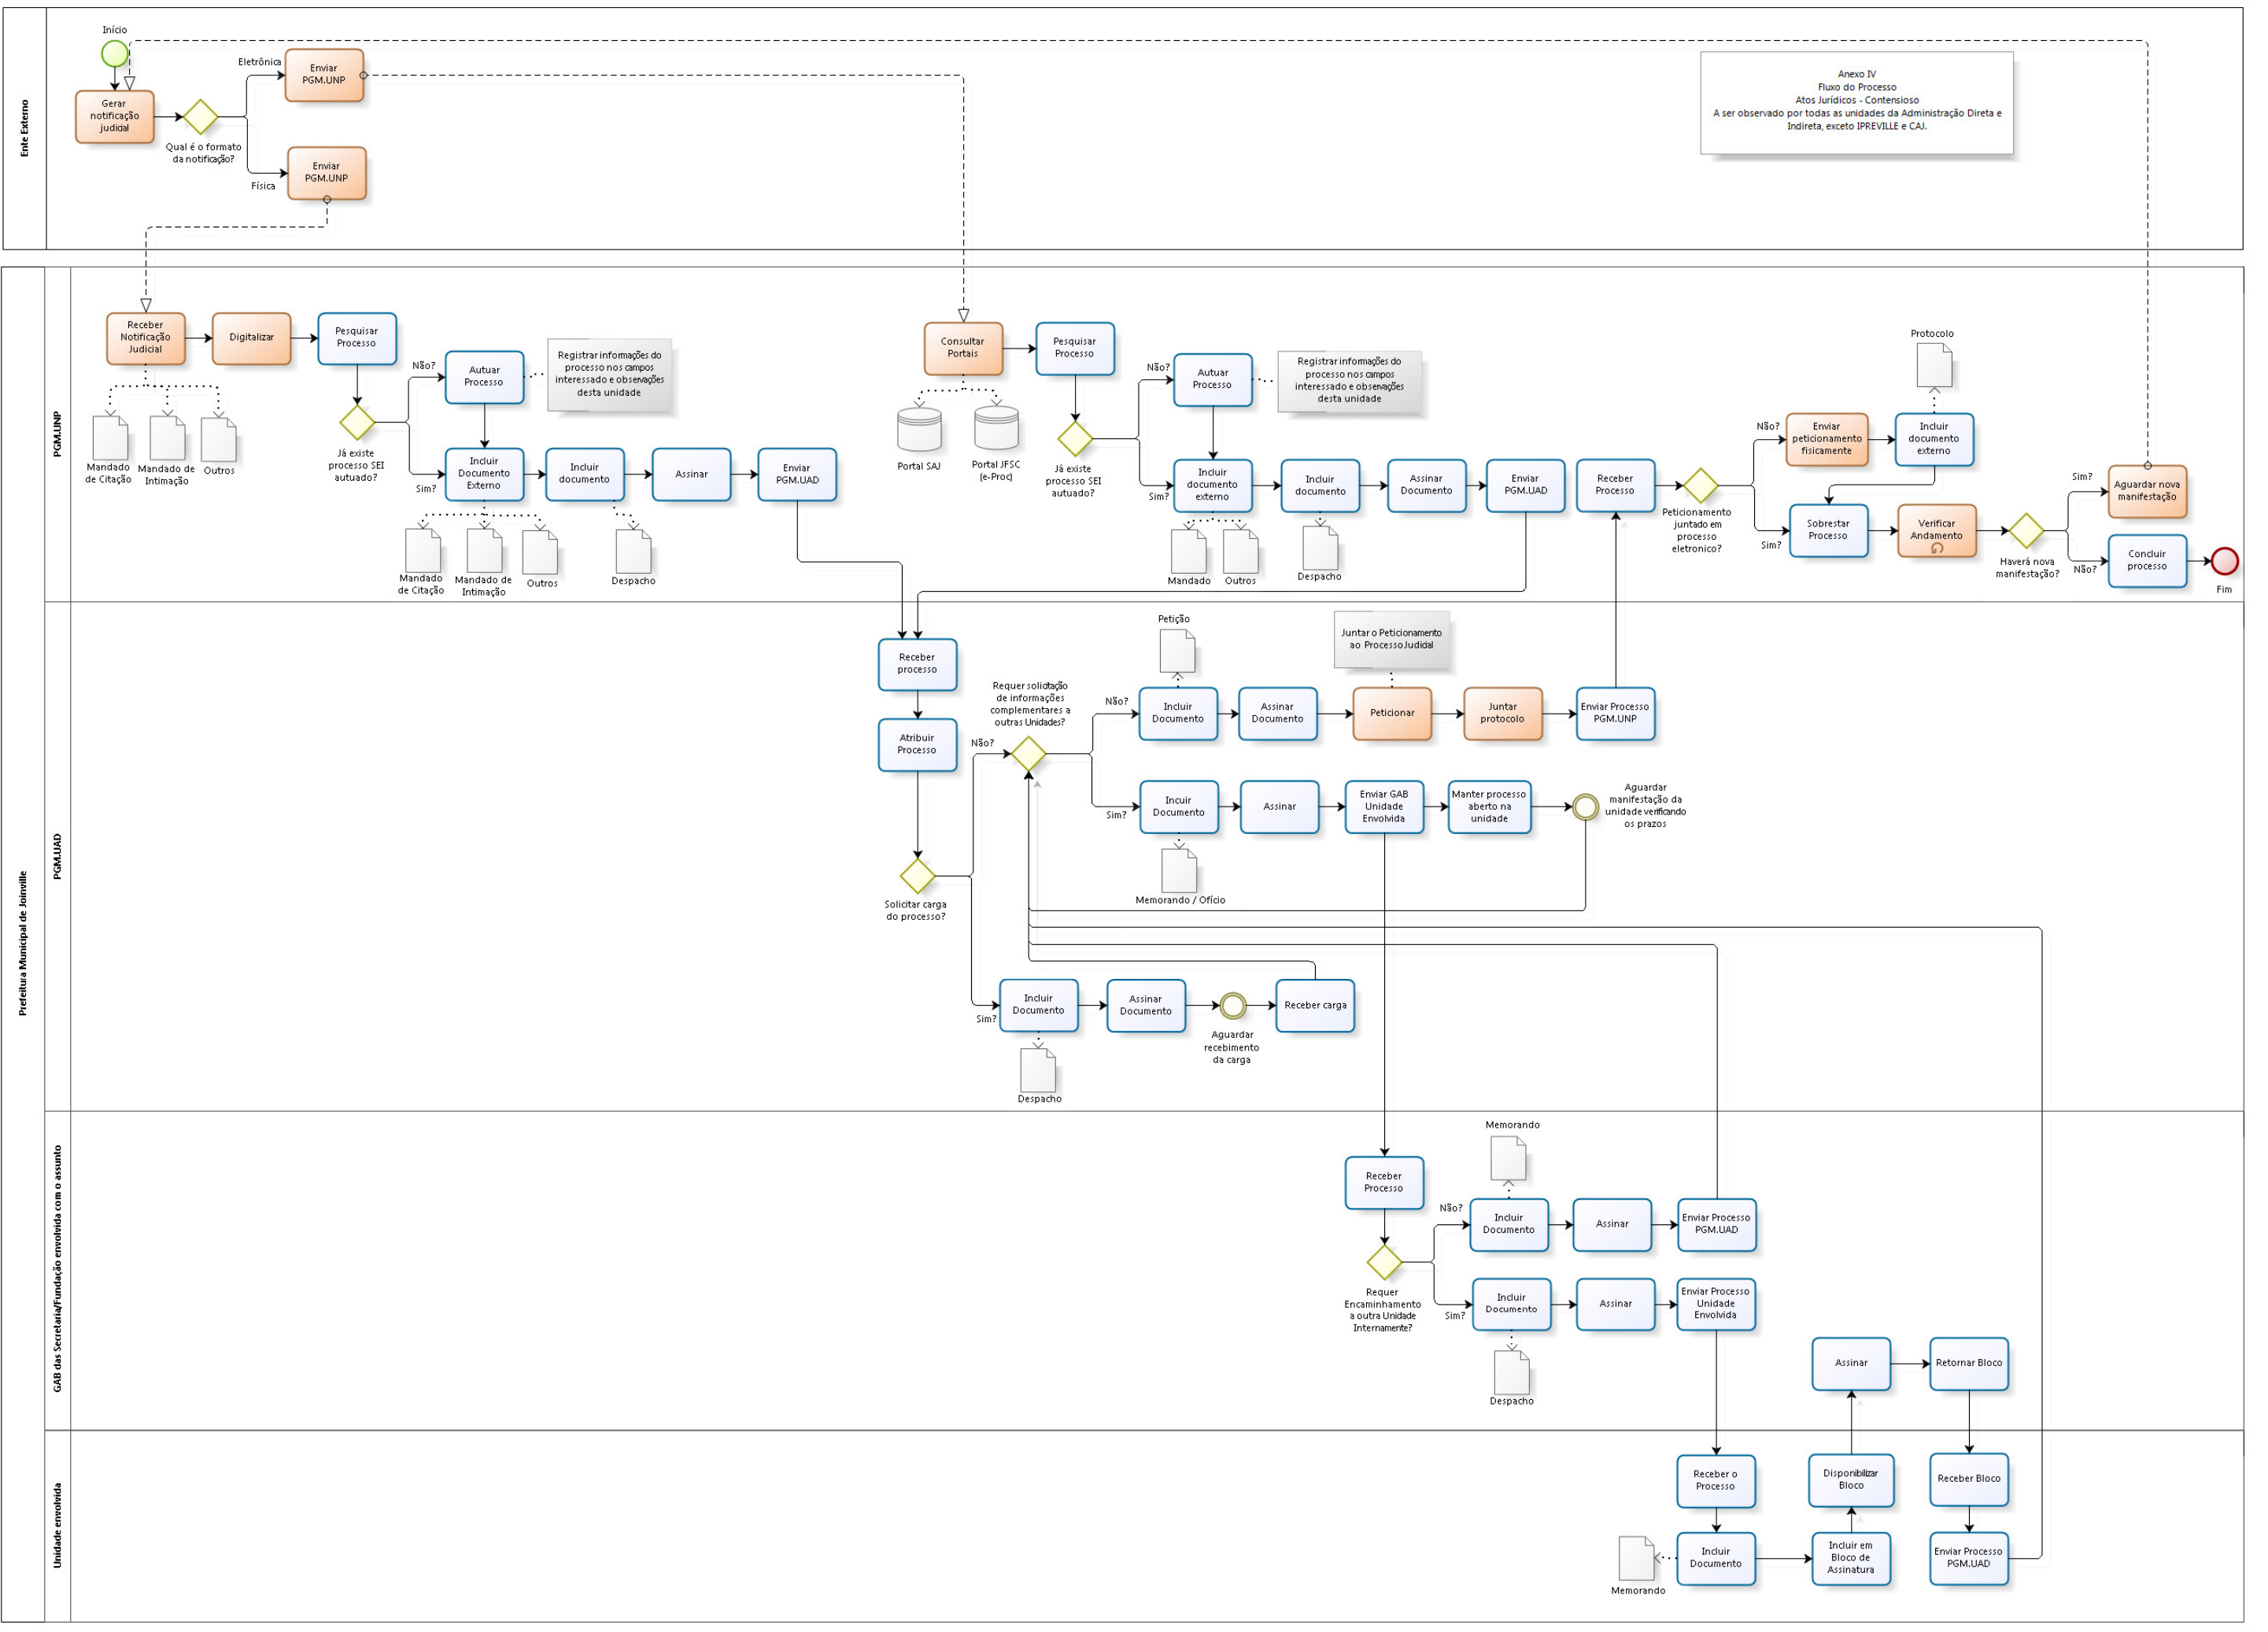 Início
Eletrônica
Enviar
PGM.UNP
Gerar
notificação
judicial
Qual é o formato
da notificação?
Física
Enviar
PGM.UNP
Ente Externo
Anexo IV
Fluxo do Processo
Atos Jurídicos - Contensioso
A ser observado por todas as unidades da Administração Direta e
Indireta, exceto IPREVILLE e CAJ.
Prefeitura Municipal de Joinville
PGM.UNP
Receber
Notificação
Judicial
Digitalizar
Pesquisar
Processo
Mandado
de Citação
Mandado de
Intimação
Outros
Já existe
processo SEI
autuado?
Não?
Sim?
Autuar
Processo
Registrar informações do
processo nos campos
interessado e observações
desta unidade
Incluir
Documento
Externo
Incluir
documento
Assinar
Enviar
PGM.UAD
Mandado
de Citação
Mandado de
Intimação
Outros
Despacho
Consultar
Portais
Pesquisar
Processo
Portal SAJ
Portal JFSC
(e-Proc)
Já existe
processo SEI
autuado?
Não?
Sim?
Autuar
Processo
Registrar informações do
processo nos campos
interessado e observações
desta unidade
Incluir
documento
externo
Incluir
documento
Assinar
Documento
Enviar
PGM.UAD
Mandado
Outros
Despacho
Receber
Processo
Peticionamento
juntado em
processo
eletronico?
Não?
Sim?
Enviar
peticionamento
fisicamente
Protocolo
Incluir
documento
externo
Sobrestar
Processo
Verificar
Andamento
Haverá nova
manifestação?
Sim?
Não?
Aguardar nova
manifestação
Concluir
processo
Fim
PGM.UAD
Receber
processo
Atribuir
Processo
Solicitar carga
do processo?
Não?
Sim?
Requer solicitação
de informações
complementares a
outras Unidades?
Não?
Sim?
Petição
Incluir
Documento
Assinar
Documento
Juntar o Peticionamento
ao Processo Judicial
Peticionar
Juntar
protocolo
Enviar Processo
PGM.UNP
Incuir
Documento
Assinar
Enviar GAB
Unidade
Envolvida
Manter processo
aberto na
unidade
Aguardar
manifestação da
unidade verificando
os prazos
Memorando / Ofício
Incluir
Documento
Assinar
Documento
Aguardar
recebimento
da carga
Receber carga
Despacho
GAB das Secretaria/Fundação envolvida com o assunto
Receber
Processo
Requer
Encaminhamento
a outra Unidade
Internamente?
Não?
Sim?
Memorando
Incluir
Documento
Assinar
Enviar Processo
PGM.UAD
Incluir
Documento
Assinar
Enviar Processo
Unidade
Envolvida
Despacho
Assinar
Retornar Bloco
Unidade envolvida
Receber o
Processo
Disponibilizar
Bloco
Receber Bloco
Memorando
Incluir
Documento
Incluir em
Bloco de
Assinatura
Enviar Processo
PGM.UAD